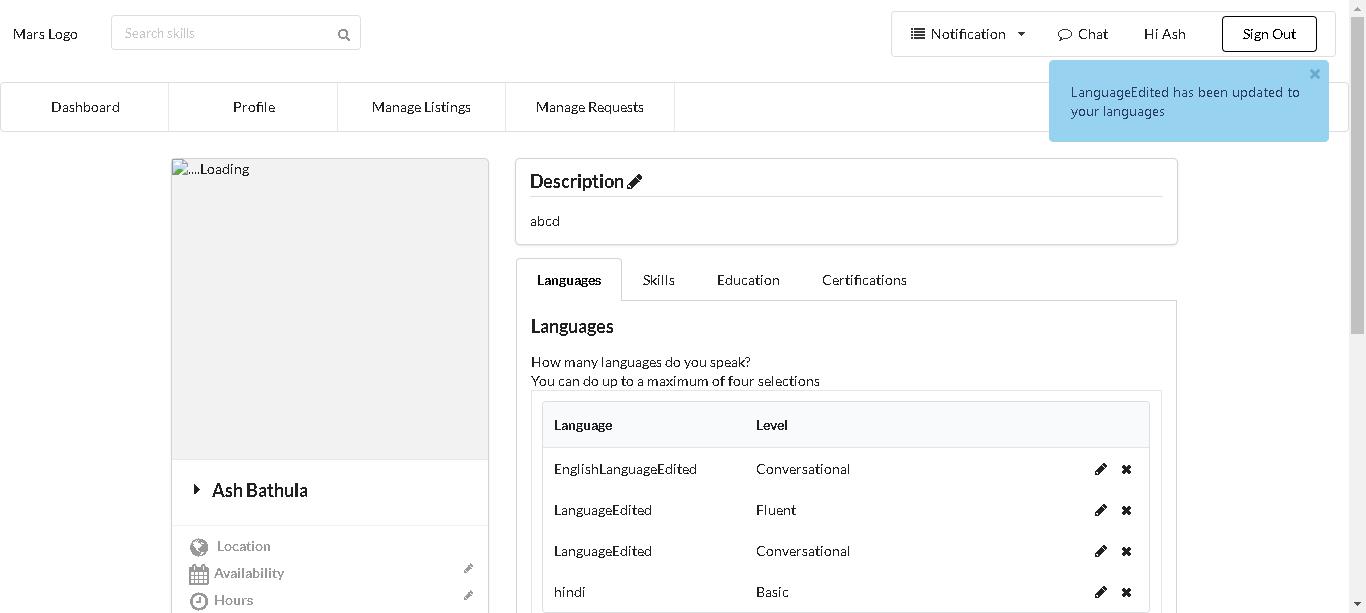 Mars Logo
Search skills
Notification
Chat
Hi Ash
Sign Out
Dashboard
Profile
Manage Listings
Manage Requests
LanguageEdited has been updated to
your languages
....Loading
Ash Bathula
Location
Availability
Hours
Description
abcd
Languages
Skills
Education
Certifications
Languages
How many languages do you speak?
You can do up to a maximum of four selections
Language Level
EnglishLanguageEdited Conversational
LanguageEdited Fluent
LanguageEdited Conversational
hindi Basic